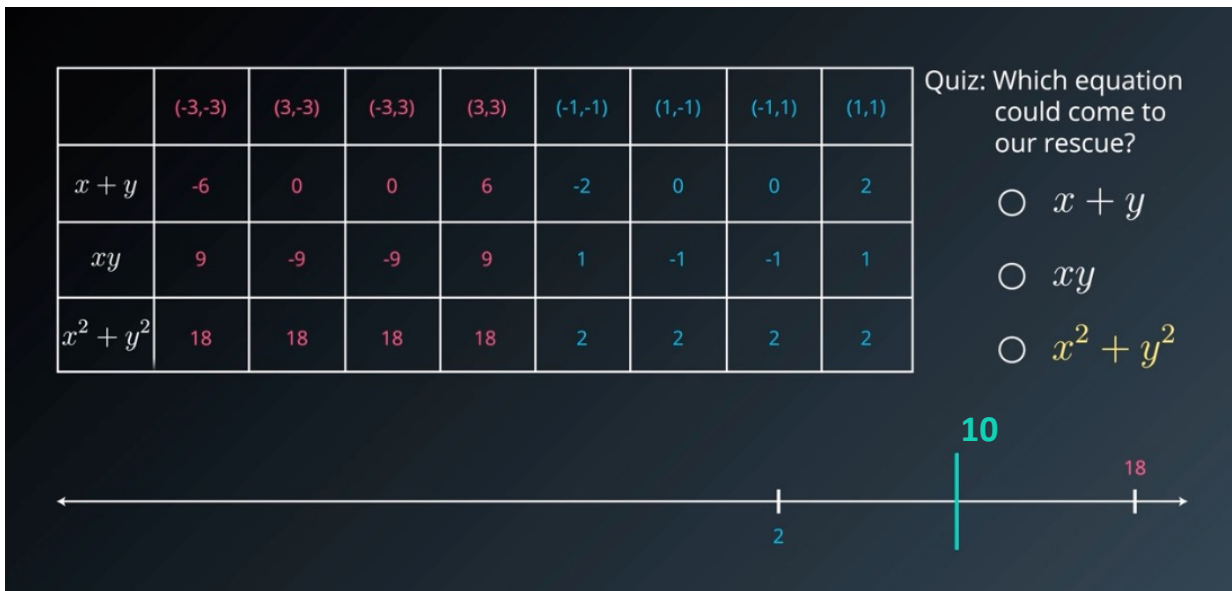 (-3,-3) (3,-3) (-3,3) (3,3) (-1,-1) (1,-1) (-1,1) (1,1)
x + y -6 0 0 6 -2 0 0 2
xy 9 -9 -9 9 1 -1 -1 1
x² + y² 18 18 18 18 2 2 2 2
Quiz: Which equation
could come to
our rescue?
x + y
xy
x² + y²
10
18
2